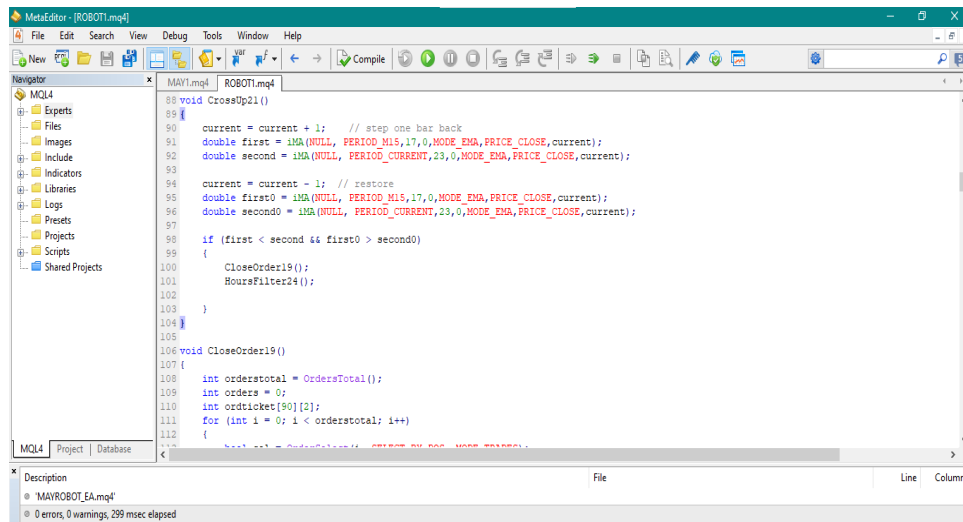 MetaEditor - [ROBOT1.mq4]
File Edit Search View Debug Tools Window Help
New Compile
Navigator
MQL4
Experts
Files
Images
Include
Indicators
Libraries
Logs
Presets
Projects
Scripts
Shared Projects
MQL4 Project Database
MAY1.mq4 ROBOT1.mq4
88 void CrossUp21()
89 {
90 current = current + 1; // step one bar back
91 double first = iMA(NULL, PERIOD_M15,17,0,MODE_EMA,PRICE_CLOSE,current);
92 double second = iMA(NULL, PERIOD_CURRENT,23,0,MODE_EMA,PRICE_CLOSE,current);
93
94 current = current - 1; // restore
95 double first0 = iMA(NULL, PERIOD_M15,17,0,MODE_EMA,PRICE_CLOSE,current);
96 double second0 = iMA(NULL, PERIOD_CURRENT,23,0,MODE_EMA,PRICE_CLOSE,current);
97
98 if (first < second && first0 > second0)
99 {
100 CloseOrder19();
101 HoursFilter24();
102
103 }
104 }
105
106 void CloseOrder19()
107 {
108 int orderstotal = OrdersTotal();
109 int orders = 0;
110 int ordticket[90][2];
111 for (int i = 0; i < orderstotal; i++)
112 {
Description File Line Column
'MAYROBOT_EA.mq4'
0 errors, 0 warnings, 299 msec elapsed